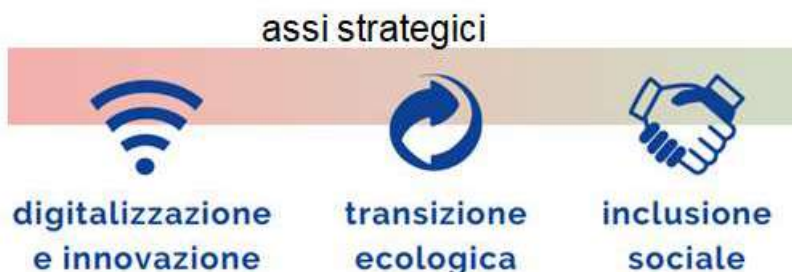 assi strategici
digitalizzazione
e innovazione
transizione
ecologica
inclusione
sociale